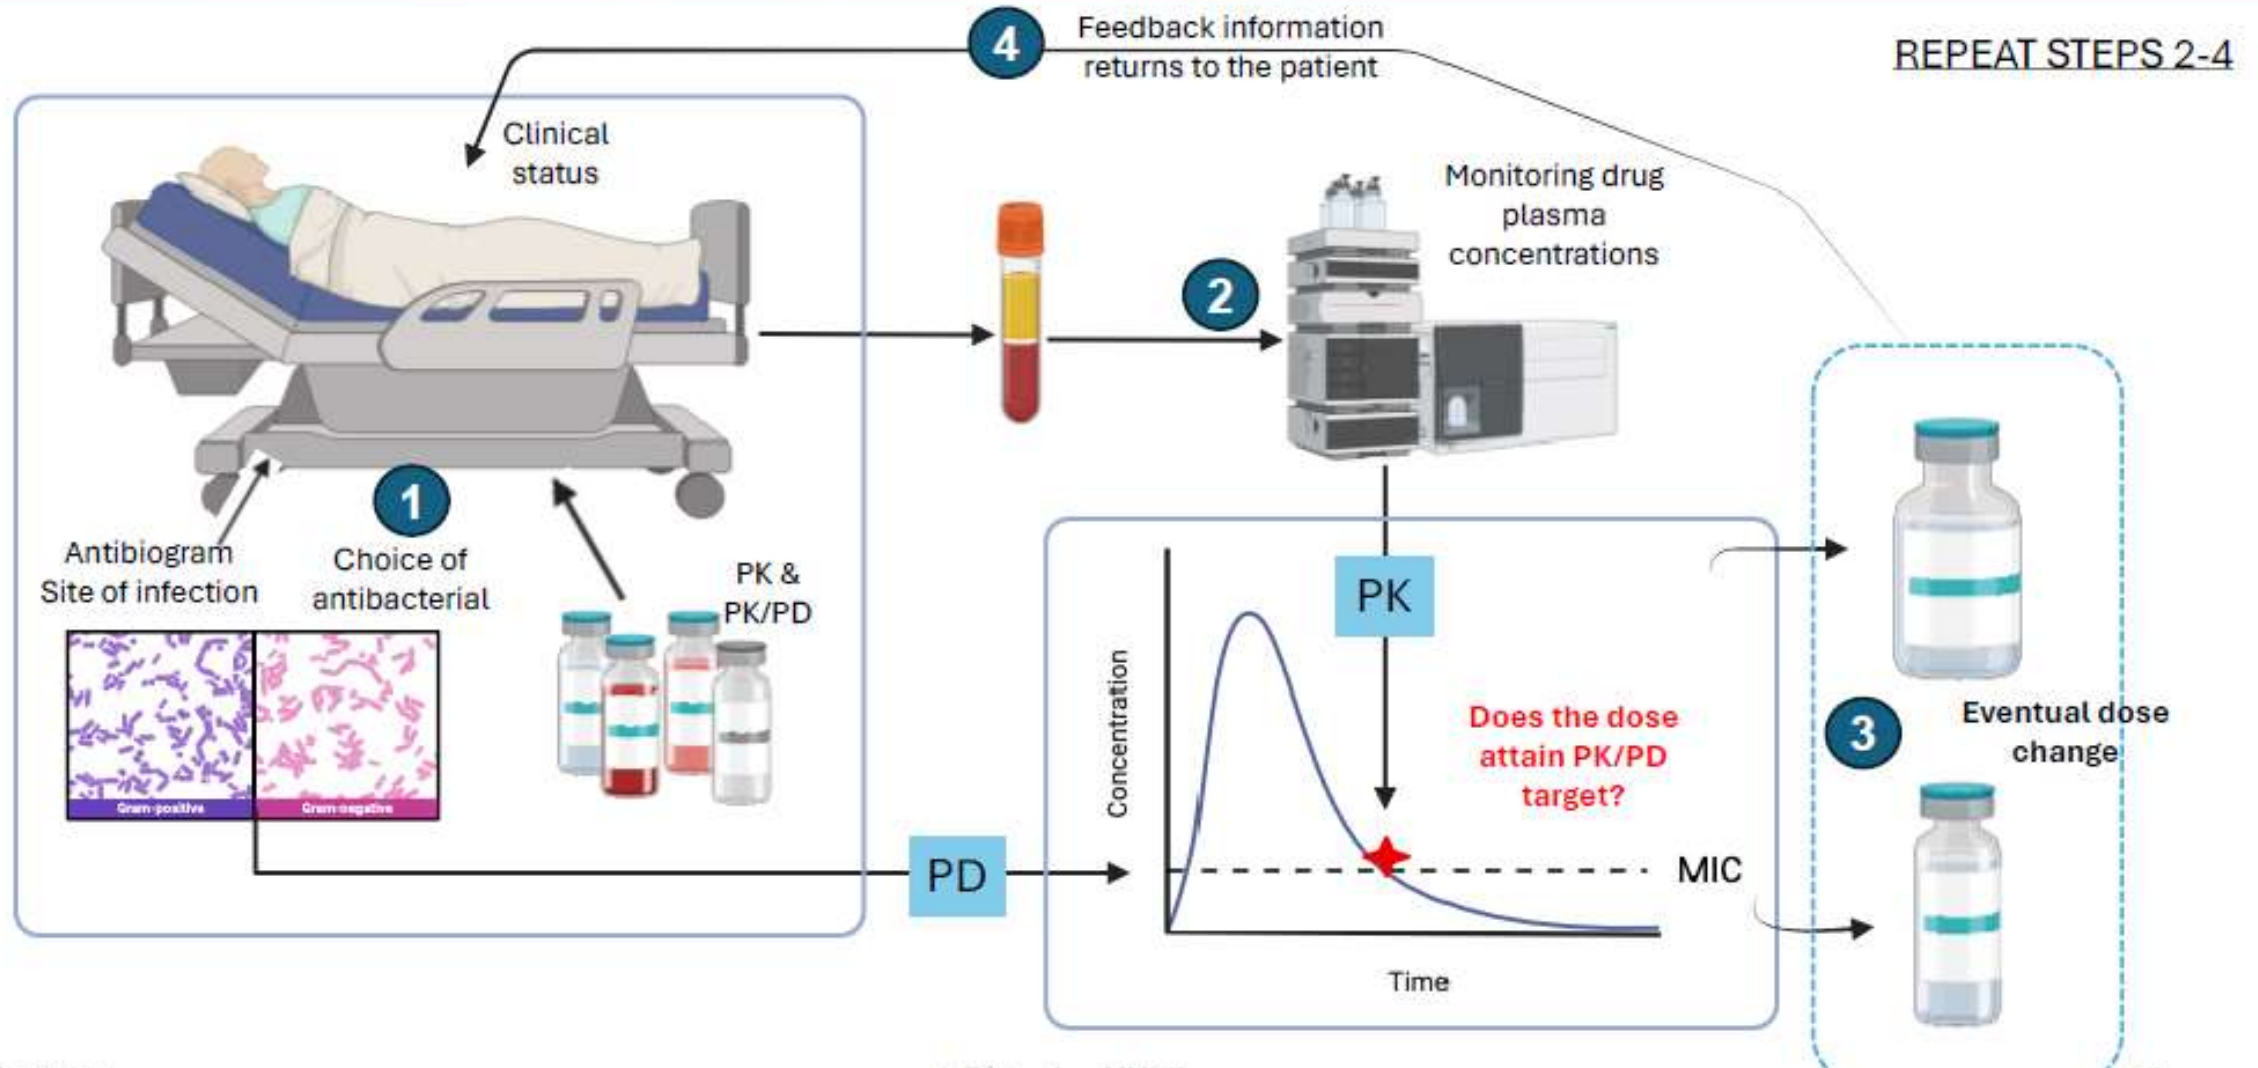 4
Feedback information
returns to the patient
REPEAT STEPS 2-4
Clinical
status
2
Monitoring drug
plasma
concentrations
1
Antibiogram
Site of infection
Choice of
antibacterial
PK &
PK/PD
Gram-positive
Gram-negative
PD
PK
Concentration
Does the dose
attain PK/PD
target?
MIC
Time
3
Eventual dose
change